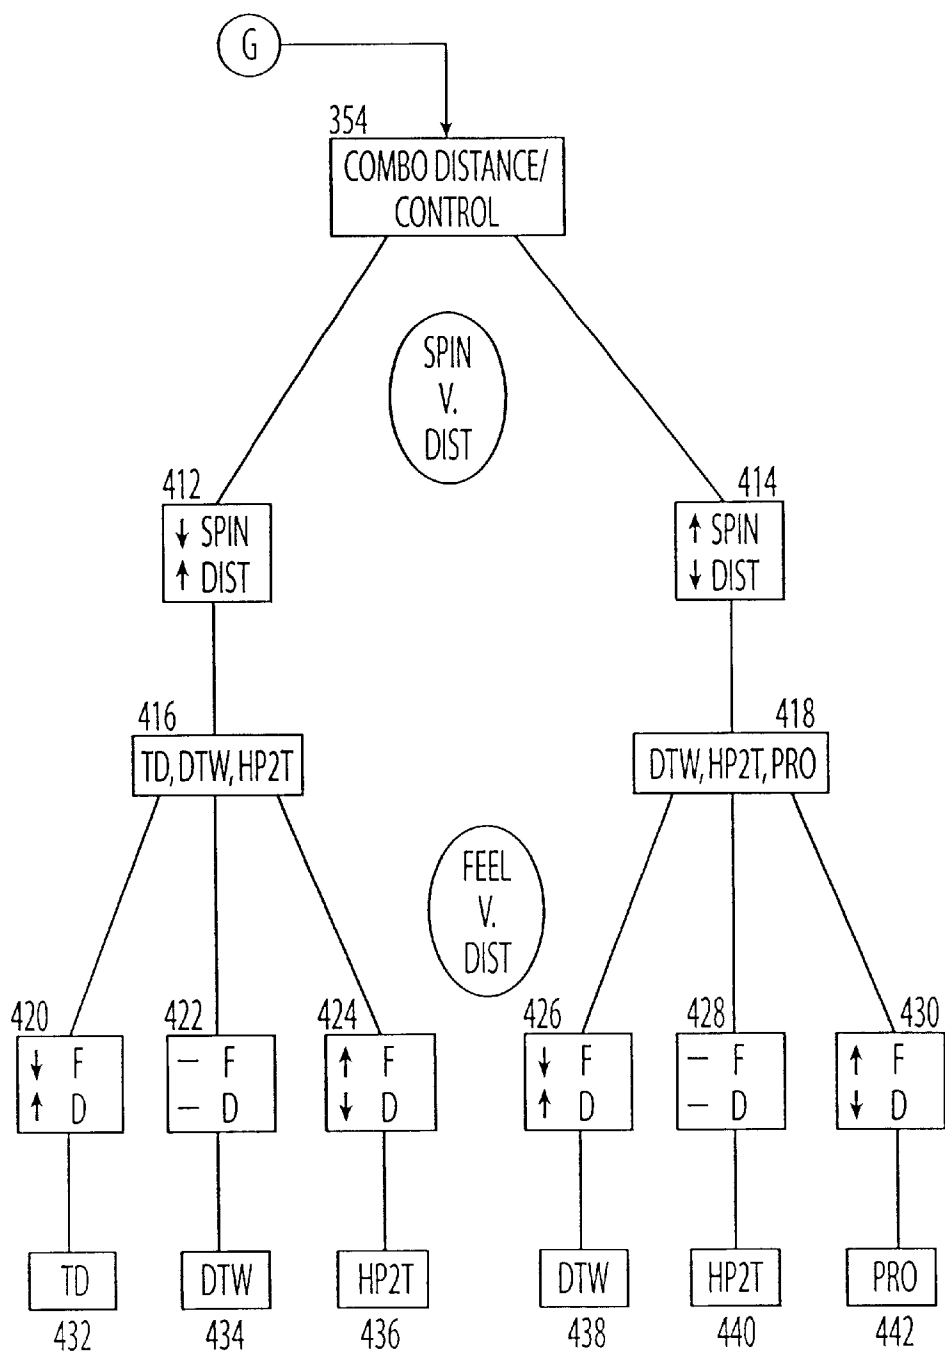 G
354
COMBO DISTANCE/
CONTROL
SPIN
V.
DIST
412
↓ SPIN
↑ DIST
414
↑ SPIN
↓ DIST
416
TD, DTW, HP2T
418
DTW, HP2T, PRO
FEEL
V.
DIST
420
↓ F
↑ D
422
– F
– D
424
↑ F
↓ D
426
↓ F
↑ D
428
– F
– D
430
↑ F
↓ D
TD
432
DTW
434
HP2T
436
DTW
438
HP2T
440
PRO
442